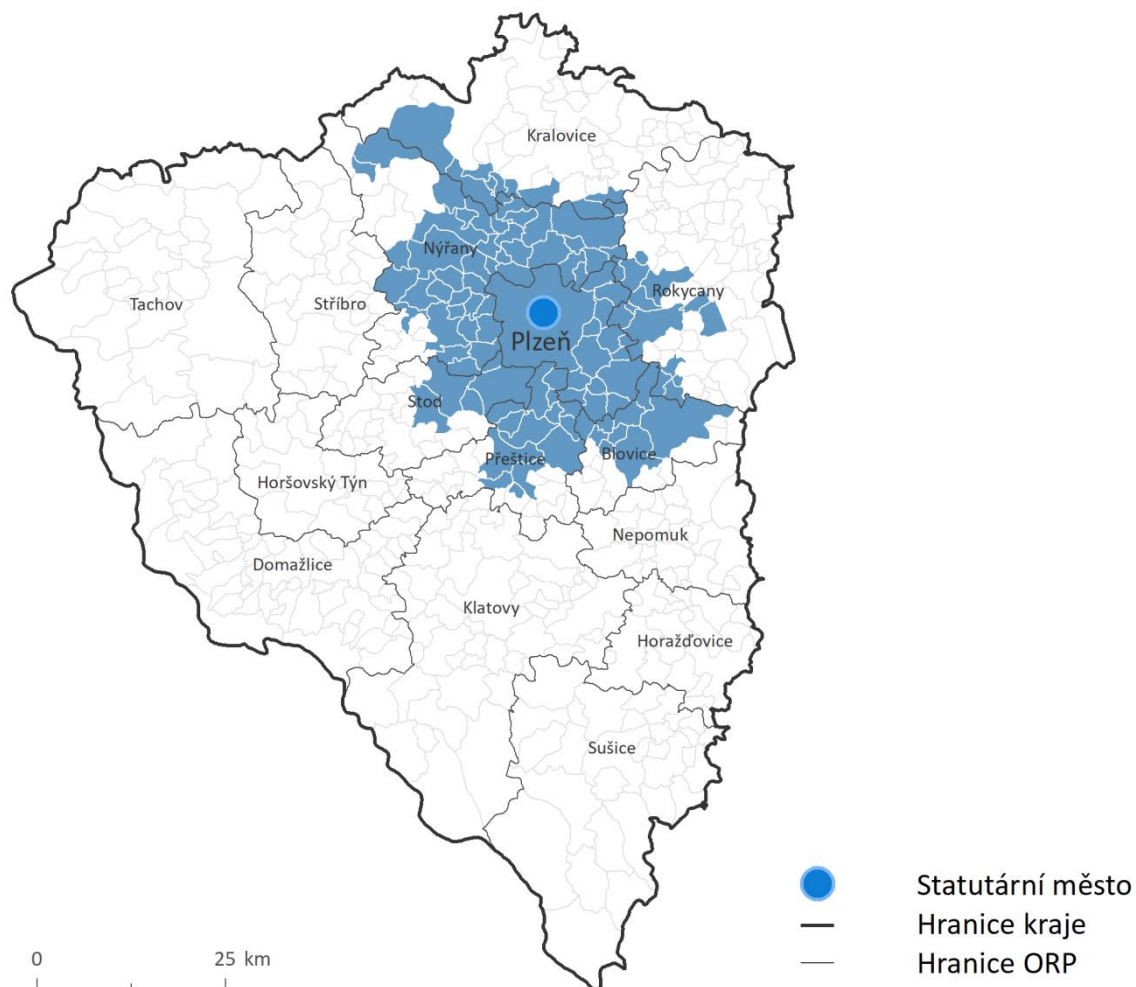 Kralovice
Nýřany
Rokycany
Tachov
Stříbro
Plzeň
Stod
Přeštice
Blovice
Horšovský Týn
Nepomuk
Domažlice
Klatovy
Horažďovice
Sušice
Statutární město
Hranice kraje
Hranice ORP
0 25 km